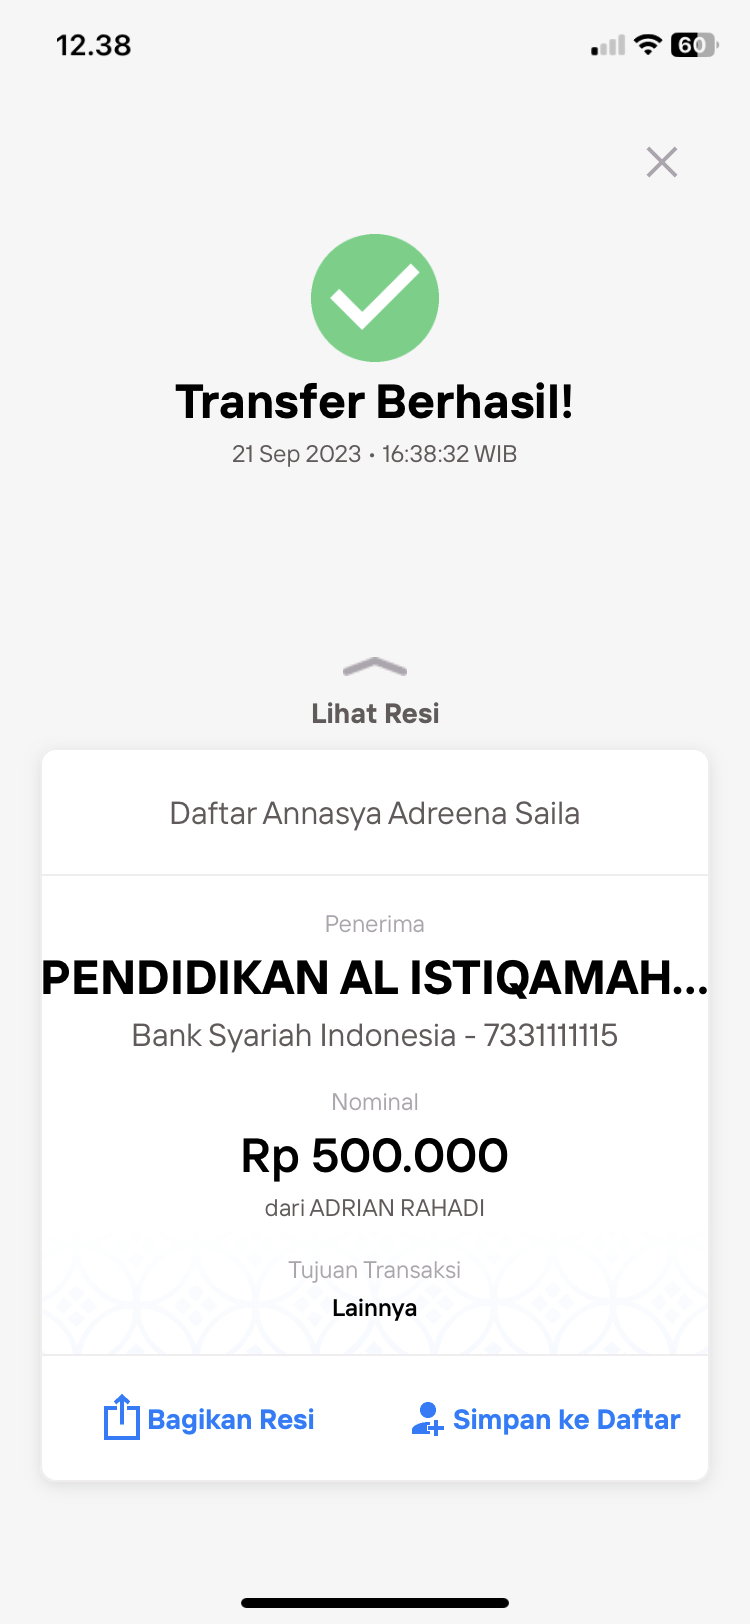 12.38
60
Transfer Berhasil!
21 Sep 2023 • 16:38:32 WIB
Lihat Resi
Daftar Annasya Adreena Saila
Penerima
PENDIDIKAN AL ISTIQAMAH...
Bank Syariah Indonesia - 7331111115
Nominal
Rp 500.000
dari ADRIAN RAHADI
Tujuan Transaksi
Lainnya
Bagikan Resi
Simpan ke Daftar